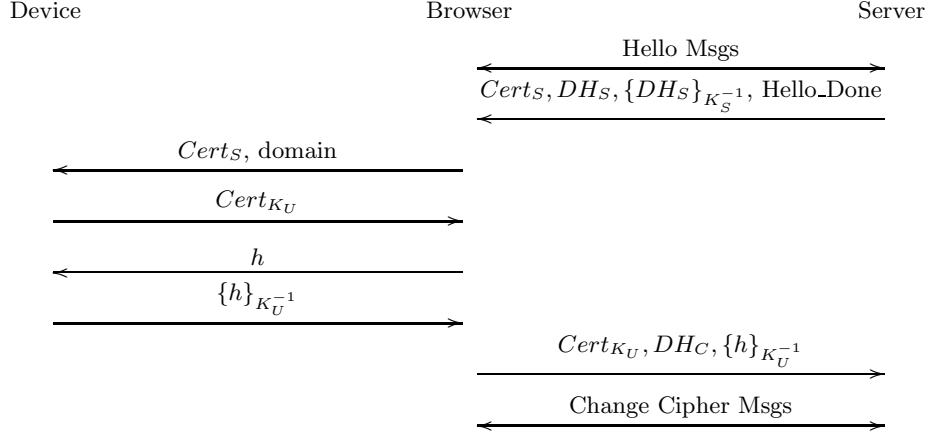 Device Browser Server
Hello Msgs
Cert_S, DH_S, {DH_S}_{K_S^{-1}}, Hello_Done
Cert_S, domain
Cert_{K_U}
h
{h}_{K_U^{-1}}
Cert_{K_U}, DH_C, {h}_{K_U^{-1}}
Change Cipher Msgs